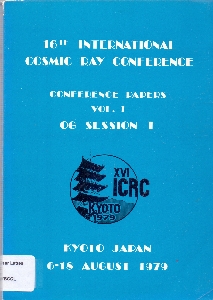 16TH INTERNATIONAL
COSMIC RAY CONFERENCE
CONFERENCE PAPERS
VOL. 1
OG SESSION 1
XVI
ICRC
KYOTO
1979
KYOTO JAPAN
6-18 AUGUST 1979